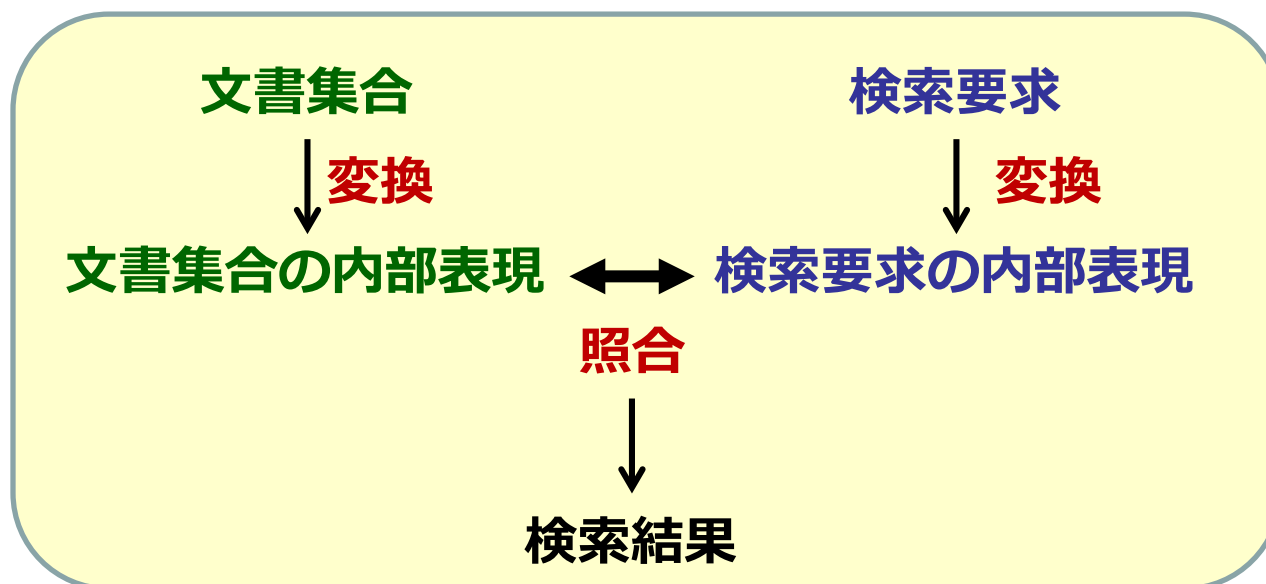 文書集合
検索要求
変換
変換
文書集合の内部表現
検索要求の内部表現
照合
検索結果